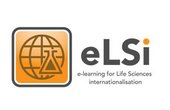 eLSi
e-learning for Life Sciences
internationalisation